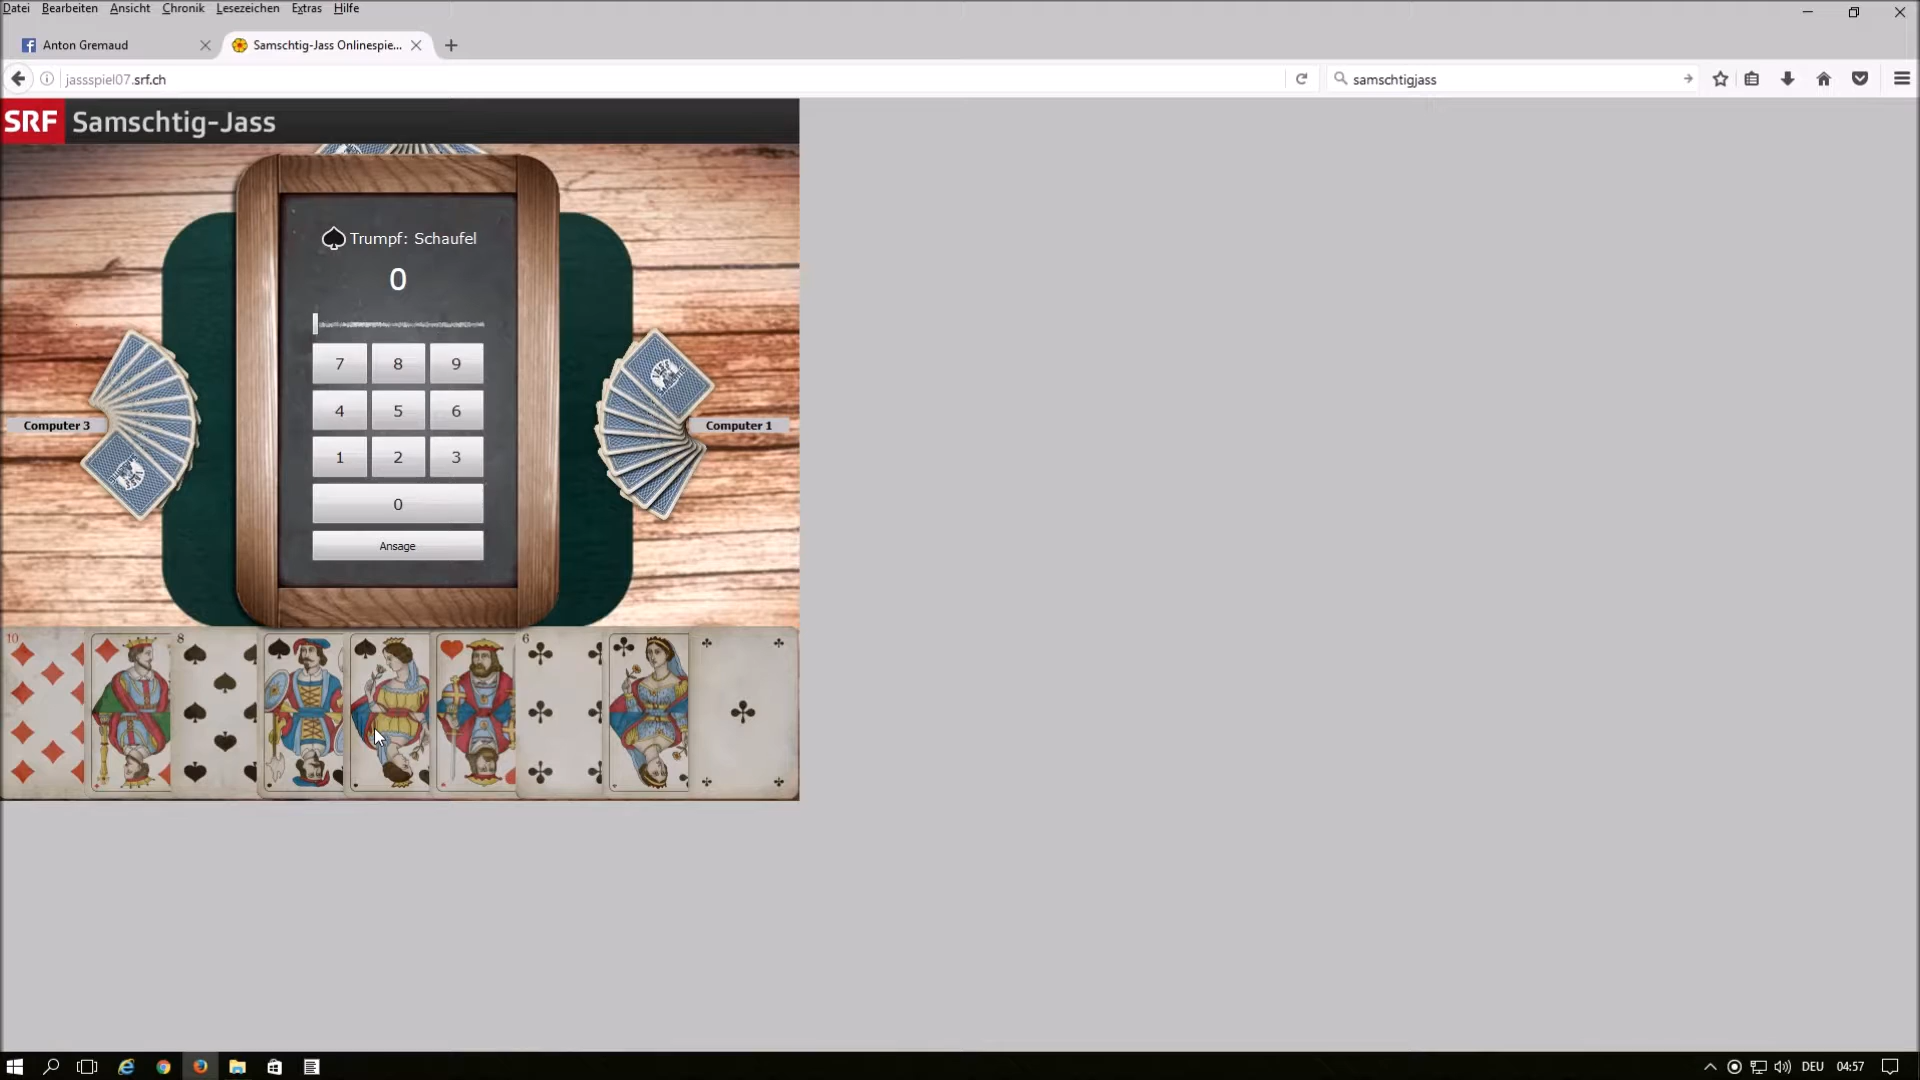 Datei Bearbeiten Ansicht Chronik Lesezeichen Extras Hilfe
Anton Gremaud
Samschtig-Jass Onlinespie...
jassspiel07.srf.ch
samschtigjass
SRF Samschtig-Jass
Trumpf: Schaufel
0
7 8 9
4 5 6
1 2 3
0
Ansage
Computer 3
Computer 1
10
8
6
DEU 04:57